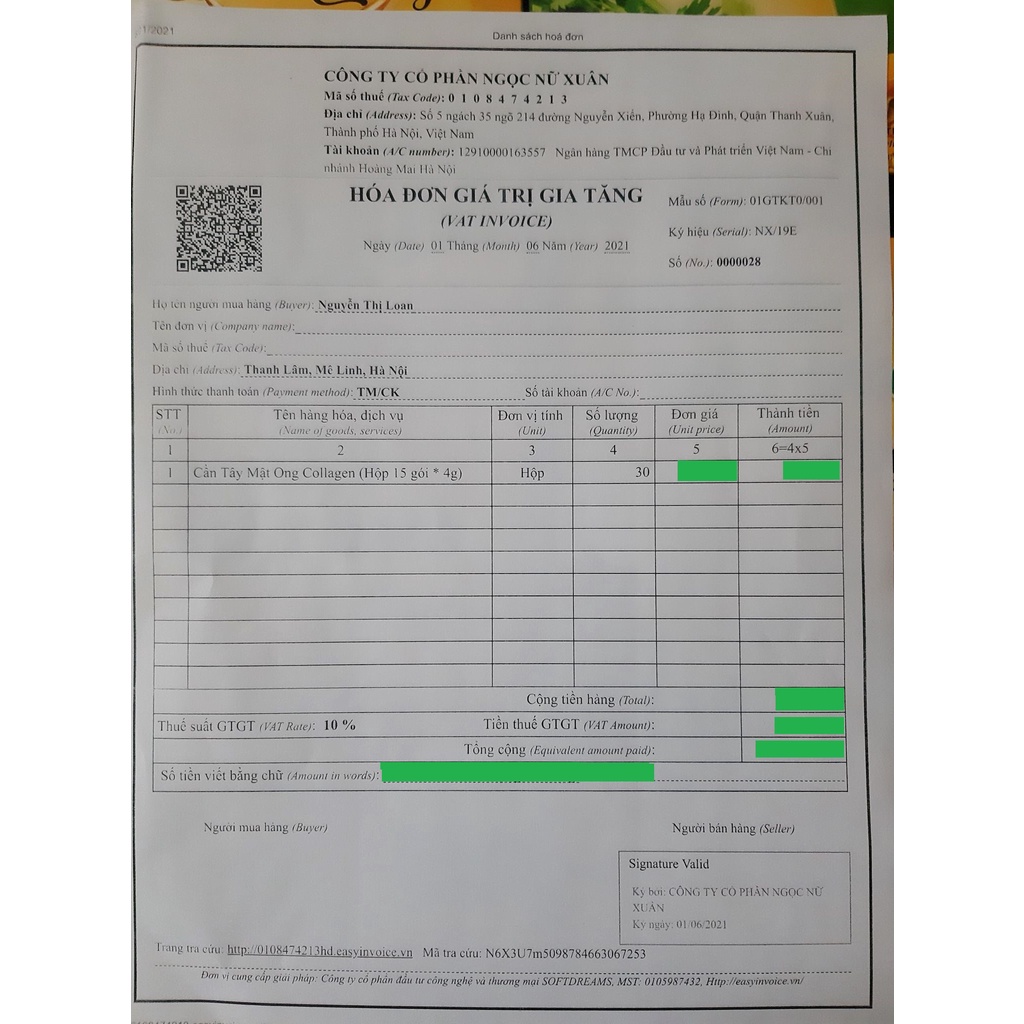 1/2021
Danh sách hoá đơn
CÔNG TY CỔ PHẦN NGỌC NỮ XUÂN
Mã số thuế (Tax Code): 0 1 0 8 4 7 4 2 1 3
Địa chỉ (Address): Số 5 ngách 35 ngõ 214 đường Nguyễn Xiển, Phường Hạ Đình, Quận Thanh Xuân,
Thành phố Hà Nội, Việt Nam
Tài khoản (A/C number): 12910000163557 Ngân hàng TMCP Đầu tư và Phát triển Việt Nam - Chi
nhánh Hoàng Mai Hà Nội
HÓA ĐƠN GIÁ TRỊ GIA TĂNG
(VAT INVOICE)
Ngày (Date) 01 Tháng (Month) 06 Năm (Year) 2021
Mẫu số (Form): 01GTKT0/001
Ký hiệu (Serial): NX/19E
Số (No.): 0000028
Họ tên người mua hàng (Buyer): Nguyễn Thị Loan
Tên đơn vị (Company name):
Mã số thuế (Tax Code):
Địa chỉ (Address): Thanh Lâm, Mê Linh, Hà Nội
Hình thức thanh toán (Payment method): TM/CK Số tài khoản (A/C No.):
STT Tên hàng hóa, dịch vụ Đơn vị tính Số lượng Đơn giá Thành tiền
(No.) (Name of goods, services) (Unit) (Quantity) (Unit price) (Amount)
1 2 3 4 5 6=4x5
1 Cần Tây Mật Ong Collagen (Hộp 15 gói * 4g) Hộp 30
Cộng tiền hàng (Total):
Thuế suất GTGT (VAT Rate): 10 % Tiền thuế GTGT (VAT Amount):
Tổng cộng (Equivalent amount paid):
Số tiền viết bằng chữ (Amount in words):
Người mua hàng (Buyer) Người bán hàng (Seller)
Signature Valid
Ký bởi: CÔNG TY CỔ PHẦN NGỌC NỮ
XUÂN
Ký ngày: 01/06/2021
Trang tra cứu: http://0108474213hd.easyinvoice.vn Mã tra cứu: N6X3U7m5098784663067253
Đơn vị cung cấp giải pháp: Công ty cổ phần đầu tư công nghệ và thương mại SOFTDREAMS, MST: 0105987432, Http://easyinvoice.vn/